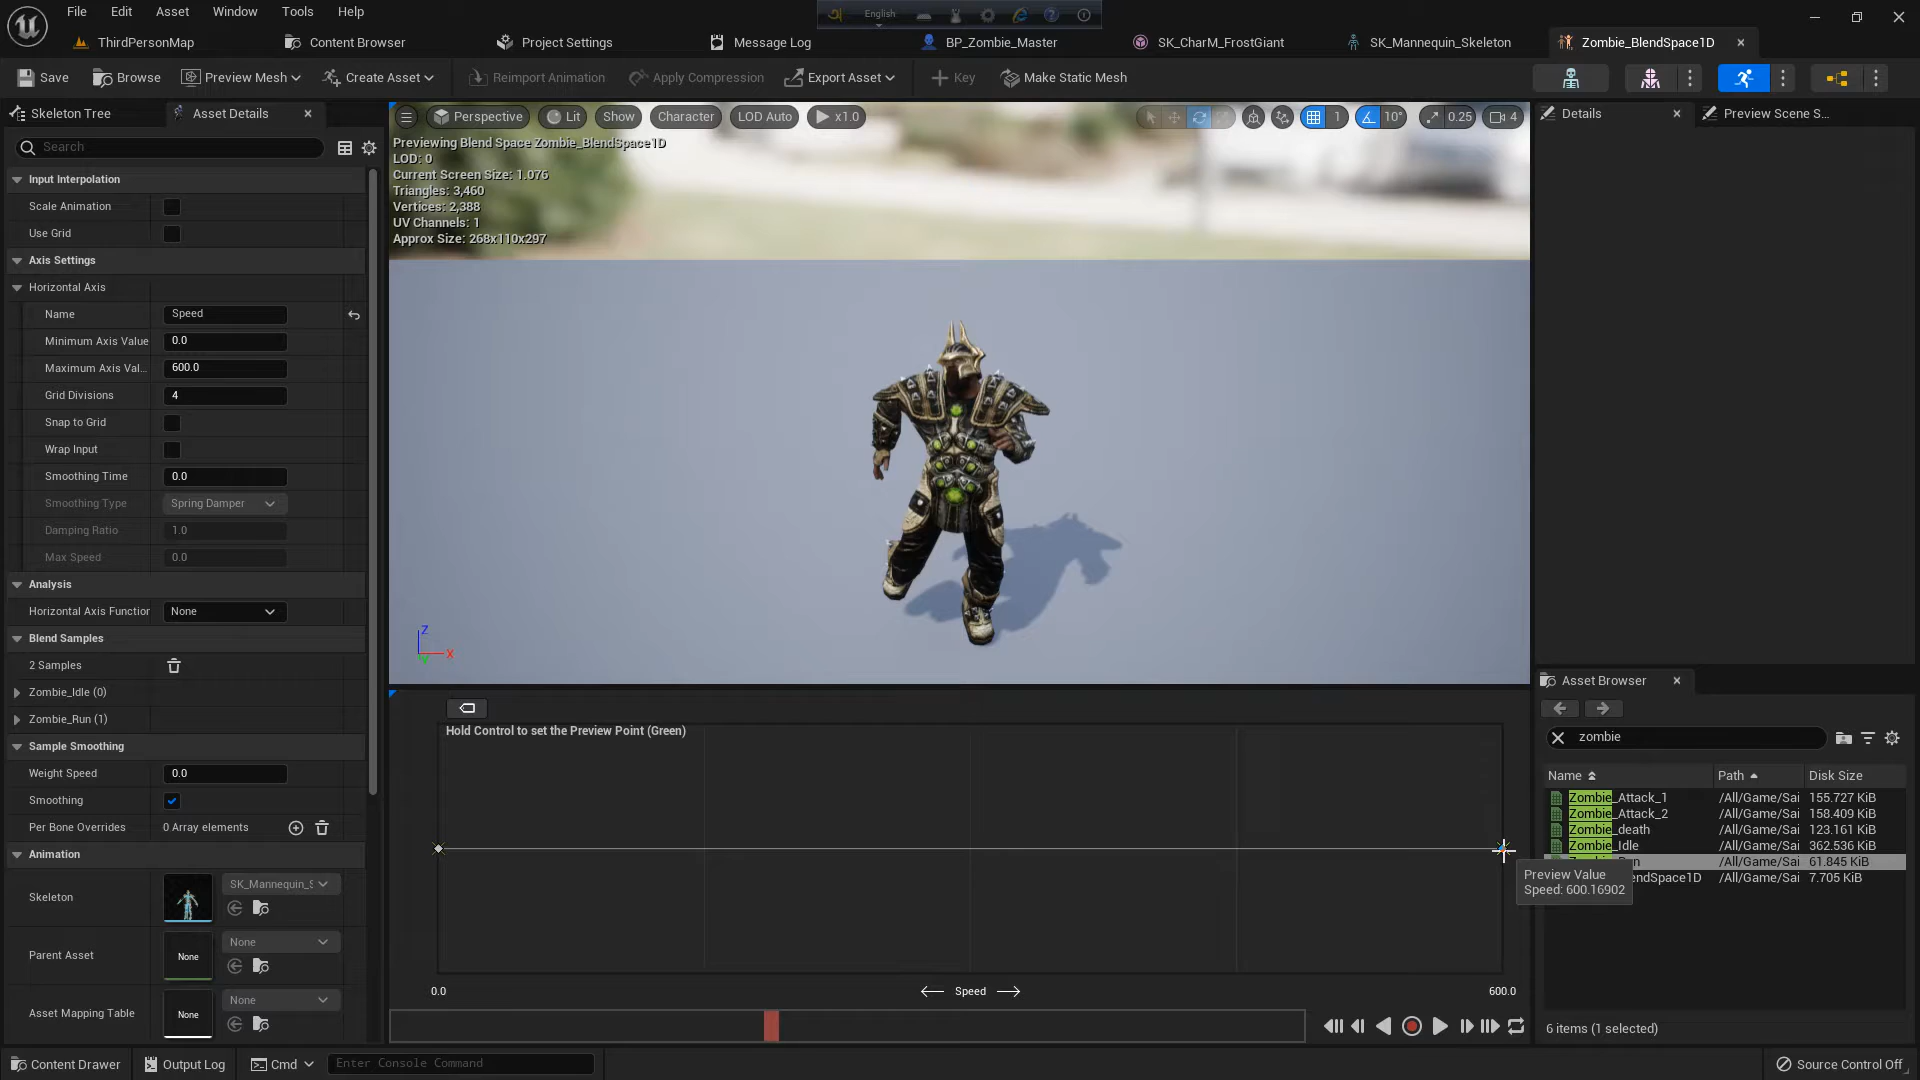 File Edit Asset Window Tools Help
English
ThirdPersonMap
Content Browser
Project Settings
Message Log
BP_Zombie_Master
SK_CharM_FrostGiant
SK_Mannequin_Skeleton
Zombie_BlendSpace1D
Save
Browse
Preview Mesh
Create Asset
Reimport Animation
Apply Compression
Export Asset
Key
Make Static Mesh
Skeleton Tree
Asset Details
Search
Input Interpolation
Scale Animation
Use Grid
Axis Settings
Horizontal Axis
Name Speed
Minimum Axis Value 0.0
Maximum Axis Val... 600.0
Grid Divisions 4
Snap to Grid
Wrap Input
Smoothing Time 0.0
Smoothing Type Spring Damper
Damping Ratio 1.0
Max Speed 0.0
Analysis
Horizontal Axis Function None
Blend Samples
2 Samples
Zombie_Idle (0)
Zombie_Run (1)
Sample Smoothing
Weight Speed 0.0
Smoothing
Per Bone Overrides 0 Array elements
Animation
Skeleton SK_Mannequin_S
Parent Asset None None
Asset Mapping Table None None
Perspective Lit Show Character LOD Auto x1.0
1 10° 0.25 4
Previewing Blend Space Zombie_BlendSpace1D
LOD: 0
Current Screen Size: 1.076
Triangles: 3,460
Vertices: 2,388
UV Channels: 1
Approx Size: 268x110x297
Z
X
Y
Hold Control to set the Preview Point (Green)
0.0 Speed 600.0
Preview Value
Speed: 600.16902
Details
Preview Scene S...
Asset Browser
zombie
Name Path Disk Size
Zombie_Attack_1 /All/Game/Sai 155.727 KiB
Zombie_Attack_2 /All/Game/Sai 158.409 KiB
Zombie_death /All/Game/Sai 123.161 KiB
Zombie_Idle /All/Game/Sai 362.536 KiB
/All/Game/Sai 61.845 KiB
endSpace1D /All/Game/Sai 7.705 KiB
6 items (1 selected)
Content Drawer
Output Log
Cmd
Enter Console Command
Source Control Off